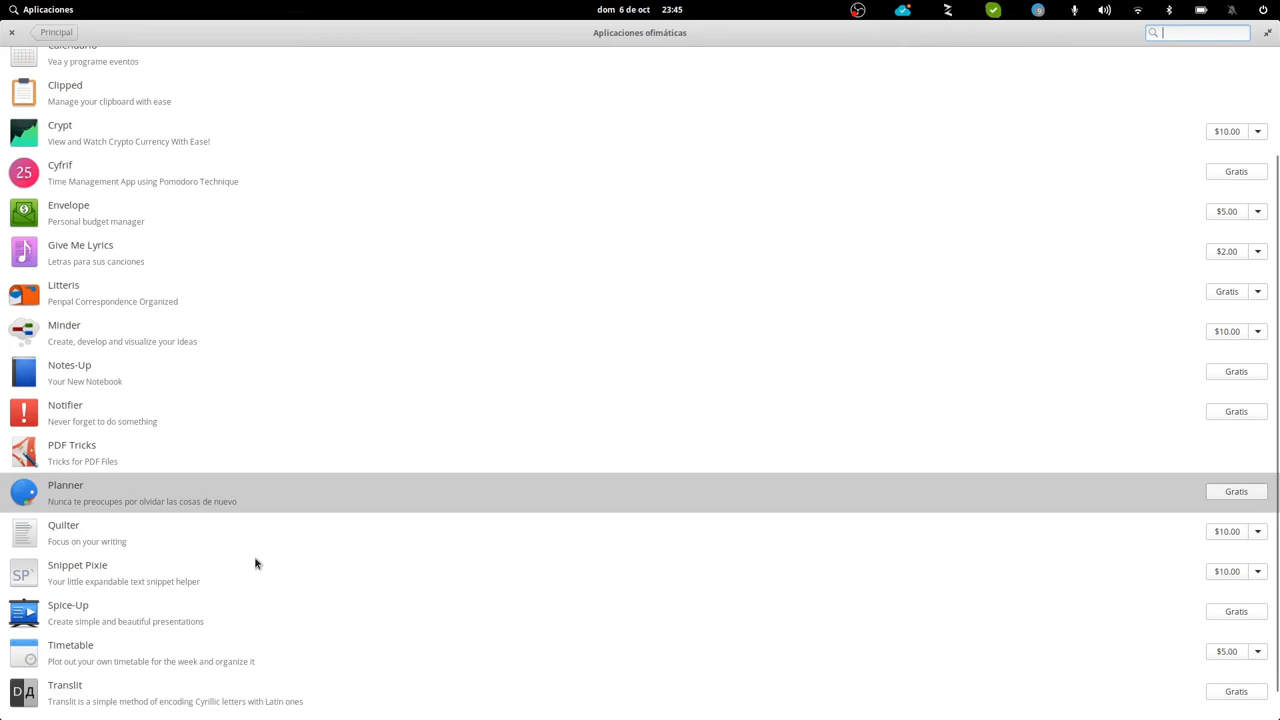 Aplicaciones
dom 6 de oct 23:45
Principal
Aplicaciones ofimáticas
Calendario
Vea y programe eventos
Clipped
Manage your clipboard with ease
Crypt
View and Watch Crypto Currency With Ease!
$10.00
25
Cyfrif
Time Management App using Pomodoro Technique
Gratis
Envelope
Personal budget manager
$5.00
Give Me Lyrics
Letras para sus canciones
$2.00
Litteris
Penpal Correspondence Organized
Gratis
Minder
Create, develop and visualize your ideas
$10.00
Notes-Up
Your New Notebook
Gratis
Notifier
Never forget to do something
Gratis
PDF Tricks
Tricks for PDF Files
Planner
Nunca te preocupes por olvidar las cosas de nuevo
Gratis
Quilter
Focus on your writing
$10.00
SP`
Snippet Pixie
Your little expandable text snippet helper
$10.00
Spice-Up
Create simple and beautiful presentations
Gratis
Timetable
Plot out your own timetable for the week and organize it
$5.00
D Д
Translit
Translit is a simple method of encoding Cyrillic letters with Latin ones
Gratis